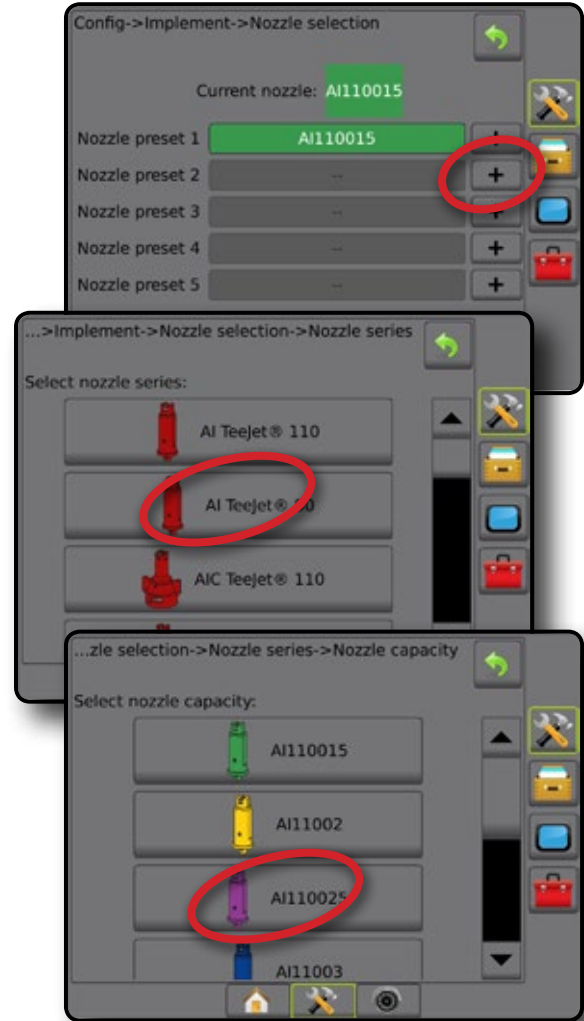 Config->Implement->Nozzle selection
Current nozzle: AI110015
Nozzle preset 1 AI110015 +
Nozzle preset 2 -- +
Nozzle preset 3 -- +
Nozzle preset 4 -- +
Nozzle preset 5 -- +
...>Implement->Nozzle selection->Nozzle series
Select nozzle series:
AI TeeJet® 110
AI TeeJet®
AIC TeeJet® 110
...zle selection->Nozzle series->Nozzle capacity
Select nozzle capacity:
AI110015
AI11002
AI110025
AI11003